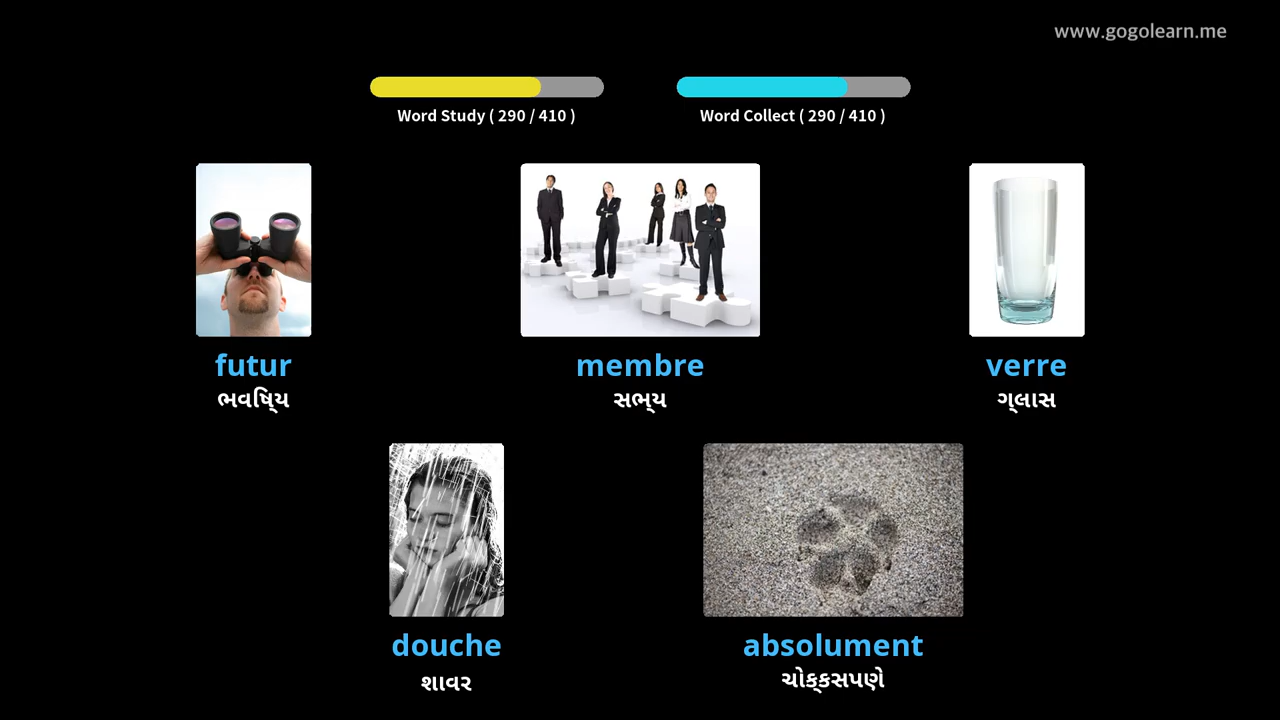 www.gogolearn.me
Word Study ( 290 / 410 )
Word Collect ( 290 / 410 )
futur
ભવિષ્ય
membre
સભ્ય
verre
ગ્લાસ
douche
શાવર
absolument
ચોક્કસપણે